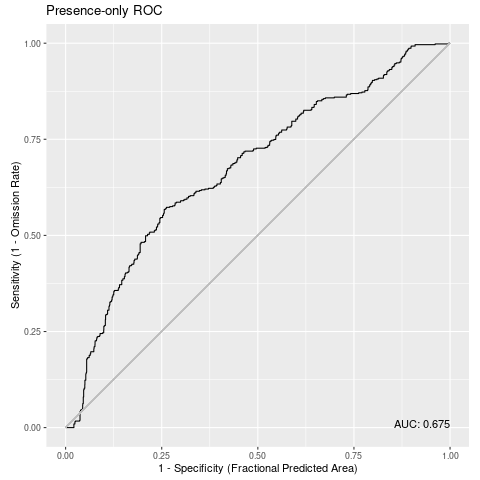 Presence-only ROC
Sensitivity (1 - Omission Rate)
1.00
0.75
0.50
0.25
0.00
AUC: 0.675
0.00 0.25 0.50 0.75 1.00
1 - Specificity (Fractional Predicted Area)